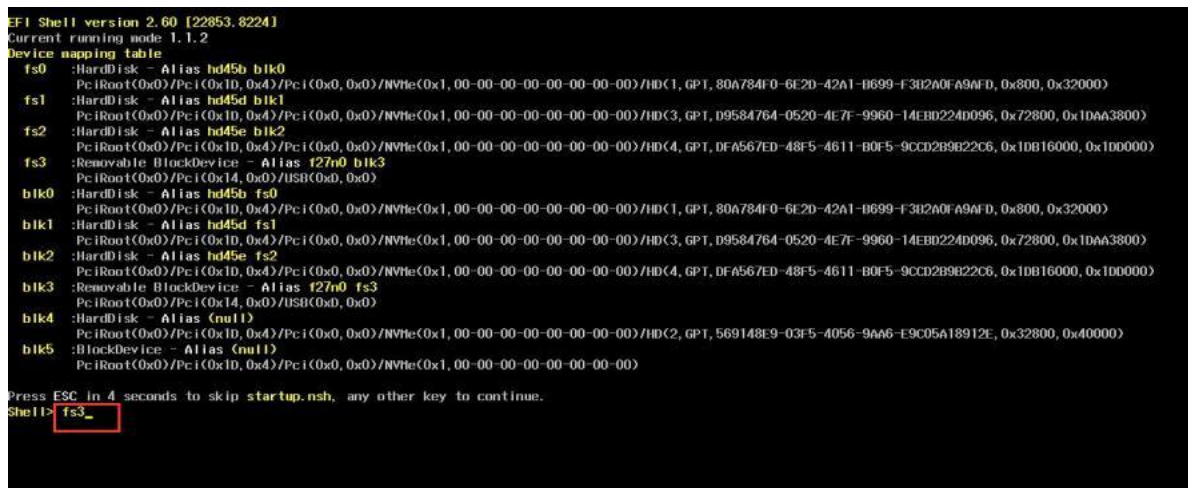 EFI Shell version 2.60 [22853.8224]
Current running mode 1.1.2
Device mapping table
fs0 :HardDisk - Alias hd45b blk0
PciRoot(0x0)/Pci(0x1D,0x4)/Pci(0x0,0x0)/NVMe(0x1,00-00-00-00-00-00-00-00)/HD(1,GPT,80A784F0-6E2D-42A1-B699-F3B2A0FA9AFD,0x800,0x32000)
fs1 :HardDisk - Alias hd45d blk1
PciRoot(0x0)/Pci(0x1D,0x4)/Pci(0x0,0x0)/NVMe(0x1,00-00-00-00-00-00-00-00)/HD(3,GPT,D9584764-0520-4E7F-9960-14EBD224D096,0x72800,0x1DAA3800)
fs2 :HardDisk - Alias hd45e blk2
PciRoot(0x0)/Pci(0x1D,0x4)/Pci(0x0,0x0)/NVMe(0x1,00-00-00-00-00-00-00-00)/HD(4,GPT,DFA567ED-48F5-4611-B0F5-9CCD2B9B22C6,0x1DB16000,0x1DD000)
fs3 :Removable BlockDevice - Alias f27n0 blk3
PciRoot(0x0)/Pci(0x14,0x0)/USB(0xD,0x0)
blk0 :HardDisk - Alias hd45b fs0
PciRoot(0x0)/Pci(0x1D,0x4)/Pci(0x0,0x0)/NVMe(0x1,00-00-00-00-00-00-00-00)/HD(1,GPT,80A784F0-6E2D-42A1-B699-F3B2A0FA9AFD,0x800,0x32000)
blk1 :HardDisk - Alias hd45d fs1
PciRoot(0x0)/Pci(0x1D,0x4)/Pci(0x0,0x0)/NVMe(0x1,00-00-00-00-00-00-00-00)/HD(3,GPT,D9584764-0520-4E7F-9960-14EBD224D096,0x72800,0x1DAA3800)
blk2 :HardDisk - Alias hd45e fs2
PciRoot(0x0)/Pci(0x1D,0x4)/Pci(0x0,0x0)/NVMe(0x1,00-00-00-00-00-00-00-00)/HD(4,GPT,DFA567ED-48F5-4611-B0F5-9CCD2B9B22C6,0x1DB16000,0x1DD000)
blk3 :Removable BlockDevice - Alias f27n0 fs3
PciRoot(0x0)/Pci(0x14,0x0)/USB(0xD,0x0)
blk4 :HardDisk - Alias (null)
PciRoot(0x0)/Pci(0x1D,0x4)/Pci(0x0,0x0)/NVMe(0x1,00-00-00-00-00-00-00-00)/HD(2,GPT,569148E9-03F5-4056-9AA6-E9C05A18912E,0x32800,0x40000)
blk5 :BlockDevice - Alias (null)
PciRoot(0x0)/Pci(0x1D,0x4)/Pci(0x0,0x0)/NVMe(0x1,00-00-00-00-00-00-00-00)
Press ESC in 4 seconds to skip startup.nsh, any other key to continue.
Shell> fs3_